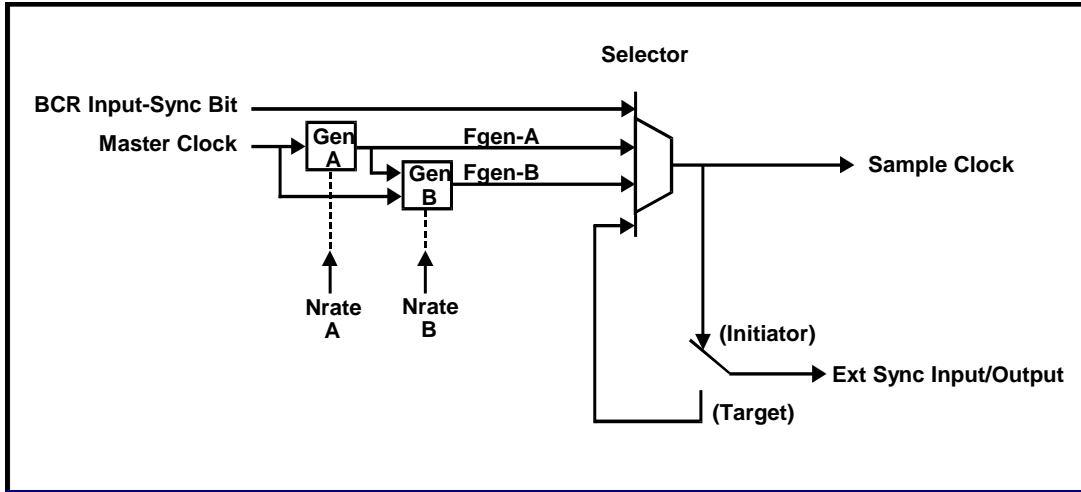 Selector
BCR Input-Sync Bit
Master Clock
Gen
A
Fgen-A
Gen
B
Fgen-B
Sample Clock
Nrate
A
Nrate
B
(Initiator)
Ext Sync Input/Output
(Target)